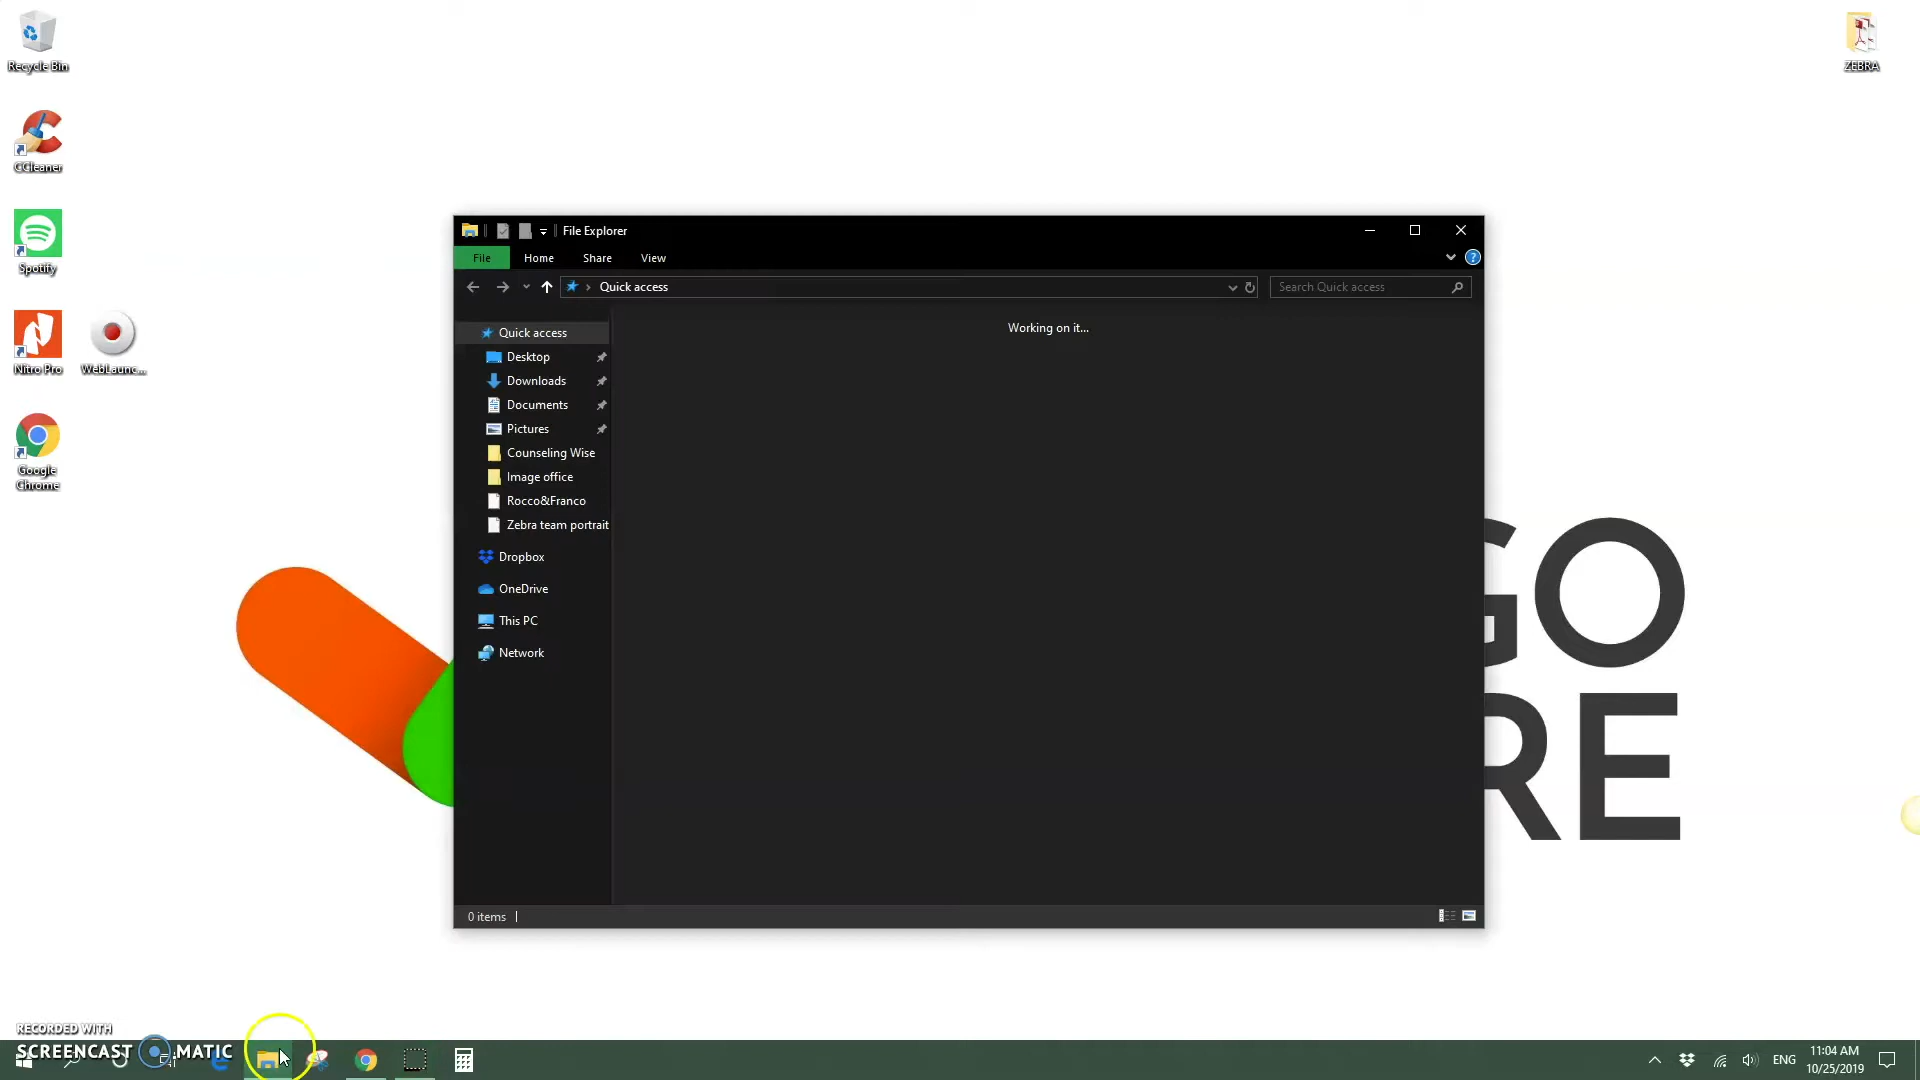 Recycle Bin
ZEBRA
CCleaner
Spotify
Nitro Pro
WebLaunc...
Google
Chrome
File Explorer
File
Home
Share
View
?
Quick access
Search Quick access
Working on it...
Quick access
Desktop
Downloads
Documents
Pictures
Counseling Wise
Image office
Rocco&Franco
Zebra team portrait
Dropbox
OneDrive
This PC
Network
0 items
GO
RE
RECORDED WITH
SCREENCAST MATIC
ENG
11:04 AM
10/25/2019